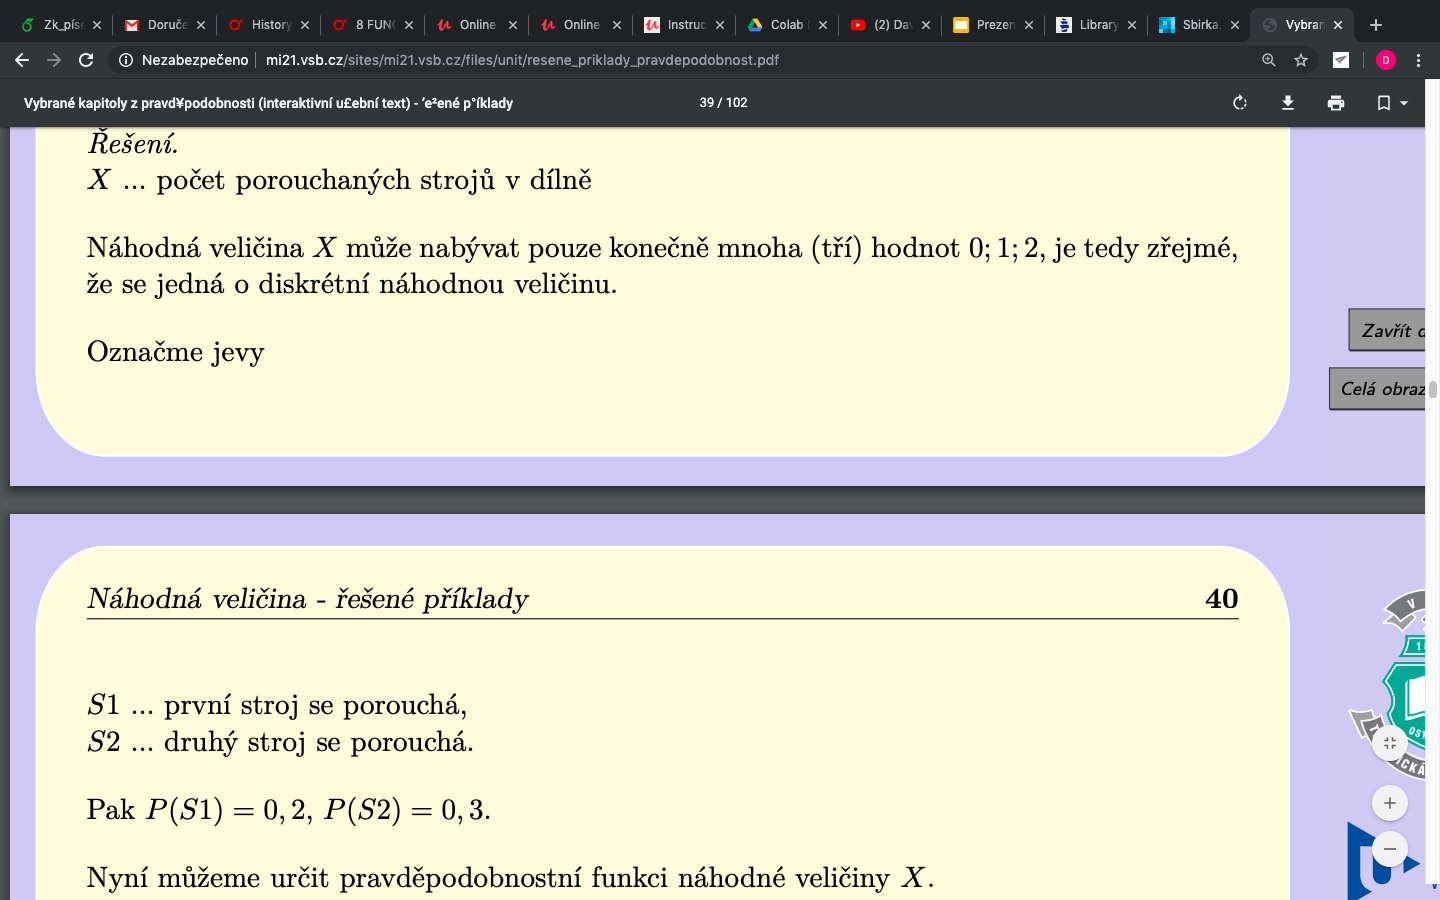 Zk_pís
Doruče
History
8 FUN
Online
Online
Instruc
Colab
(2) Da
Prezen
Library
Sbirka.
Vybran
Nezabezpečeno
mi21.vsb.cz/sites/mi21.vsb.cz/files/unit/resene_priklady_pravdepodobnost.pdf
D
Vybrané kapitoly z pravd¥podobnosti (interaktivní u£ební text) - ’e²ené p°íklady
39 / 102
Řešení.
X ... počet porouchaných strojů v dílně
Náhodná veličina X může nabývat pouze konečně mnoha (tří) hodnot 0; 1; 2, je tedy zřejmé,
že se jedná o diskrétní náhodnou veličinu.
Označme jevy
Zavřít d
Celá obraz
Náhodná veličina - řešené příklady
40
S1 ... první stroj se porouchá,
S2 ... druhý stroj se porouchá.
Pak P(S1) = 0, 2, P(S2) = 0, 3.
Nyní můžeme určit pravděpodobnostní funkci náhodné veličiny X.